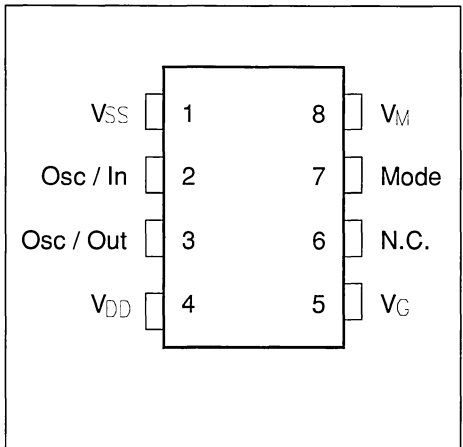 VSS 1 8 VM
Osc / In 2 7 Mode
Osc / Out 3 6 N.C.
VDD 4 5 VG